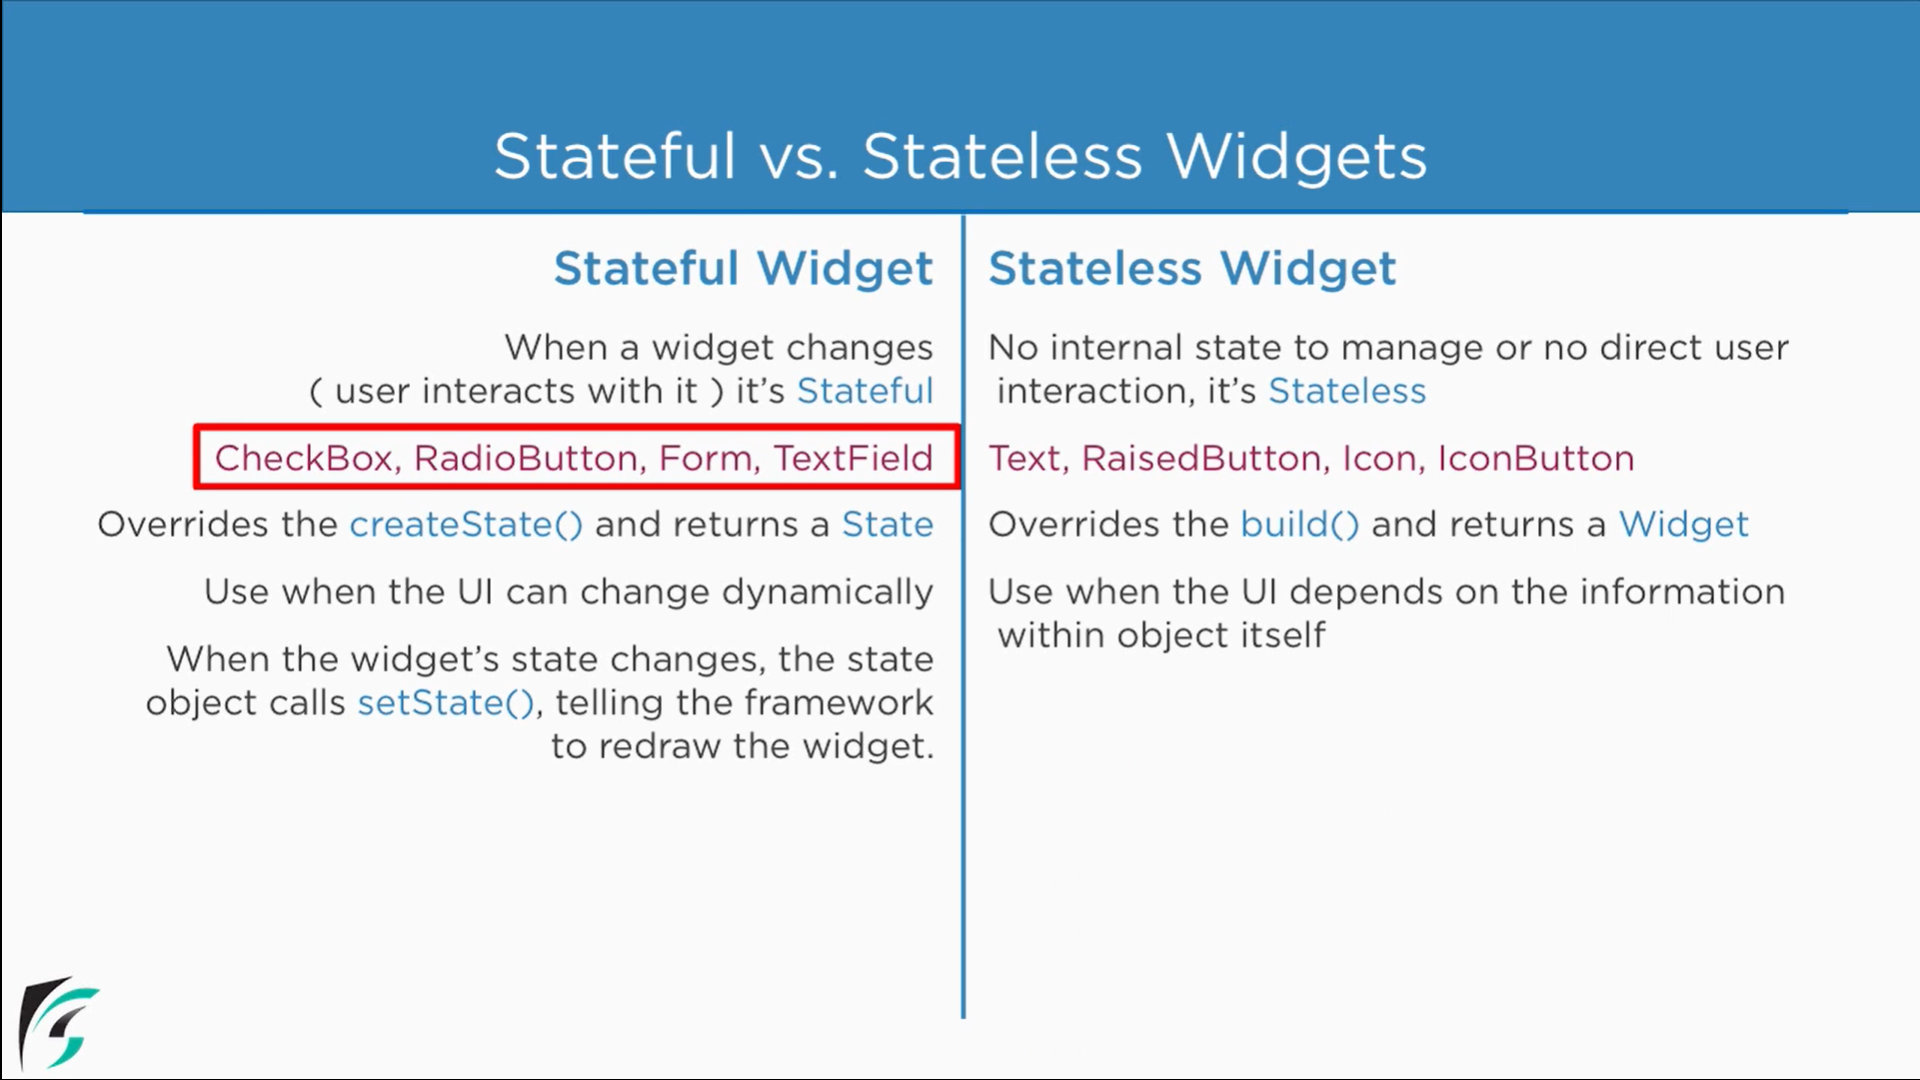 Stateful vs. Stateless Widgets
Stateful Widget
When a widget changes
( user interacts with it ) it's Stateful
CheckBox, RadioButton, Form, TextField
Overrides the createState() and returns a State
Use when the UI can change dynamically
When the widget's state changes, the state
object calls setState(), telling the framework
to redraw the widget.
Stateless Widget
No internal state to manage or no direct user
interaction, it's Stateless
Text, RaisedButton, Icon, IconButton
Overrides the build() and returns a Widget
Use when the UI depends on the information
within object itself